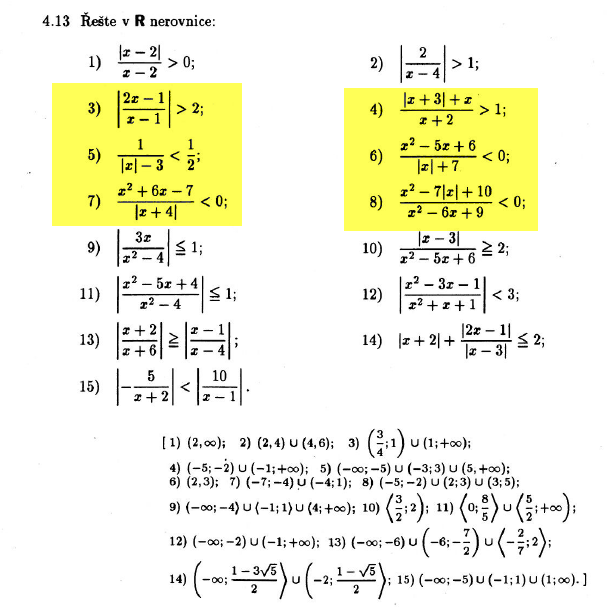 4.13 Řešte v R nerovnice:
1) |x − 2| / (x − 2) > 0; 2) |2 / (x − 4)| > 1;
3) |(2x − 1) / (x − 1)| > 2; 4) (|x + 3| + x) / (x + 2) > 1;
5) 1 / (|x| − 3) < 1/2; 6) (x² − 5x + 6) / (|x| + 7) < 0;
7) (x² + 6x − 7) / |x + 4| < 0; 8) (x² − 7|x| + 10) / (x² − 6x + 9) < 0;
9) |3x / (x² − 4)| ≦ 1; 10) |x − 3| / (x² − 5x + 6) ≧ 2;
11) |(x² − 5x + 4) / (x² − 4)| ≦ 1; 12) |(x² − 3x − 1) / (x² + x + 1)| < 3;
13) |(x + 2) / (x + 6)| ≧ |(x − 1) / (x − 4)|; 14) |x + 2| + |2x − 1| / |x − 3| ≦ 2;
15) |− 5 / (x + 2)| < |10 / (x − 1)|.
[ 1) (2,∞); 2) (2,4) ∪ (4,6); 3) (3/4;1) ∪ (1;+∞);
4) (−5;−2) ∪ (−1;+∞); 5) (−∞;−5) ∪ (−3;3) ∪ (5,+∞);
6) (2,3); 7) (−7;−4) ∪ (−4;1); 8) (−5;−2) ∪ (2;3) ∪ (3;5);
9) (−∞;−4⟩ ∪ ⟨−1;1⟩ ∪ ⟨4;+∞); 10) ⟨3/2;2); 11) ⟨0;8/5⟩ ∪ ⟨5/2;+∞);
12) (−∞;−2) ∪ (−1;+∞); 13) (−∞;−6) ∪ (−6;−7/2⟩ ∪ ⟨−2/7;2⟩;
14) (−∞;(1−3√5)/2⟩ ∪ (−2;(1−√5)/2⟩; 15) (−∞;−5) ∪ (−1;1) ∪ (1;∞). ]